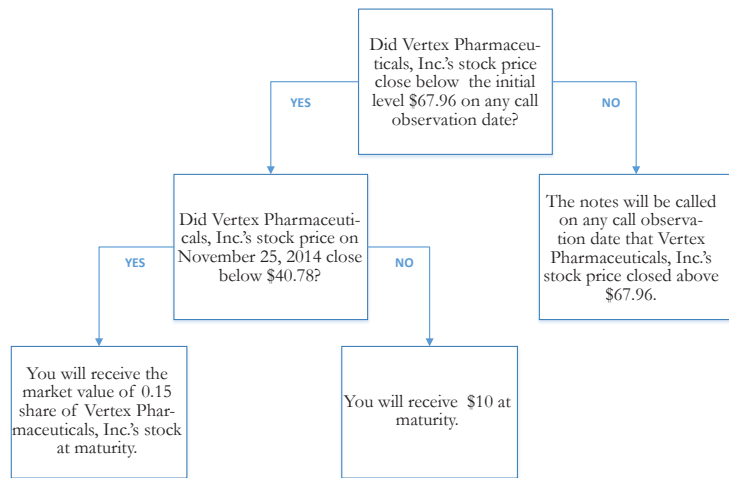 Did Vertex Pharmaceu-
ticals, Inc.'s stock price
close below the initial
level $67.96 on any call
observation date?
YES
NO
Did Vertex Pharmaceuti-
cals, Inc.'s stock price on
November 25, 2014 close
below $40.78?
The notes will be called
on any call observa-
tion date that Vertex
Pharmaceuticals, Inc.'s
stock price closed above
$67.96.
YES
NO
You will receive the
market value of 0.15
share of Vertex Phar-
maceuticals, Inc.'s stock
at maturity.
You will receive $10 at
maturity.